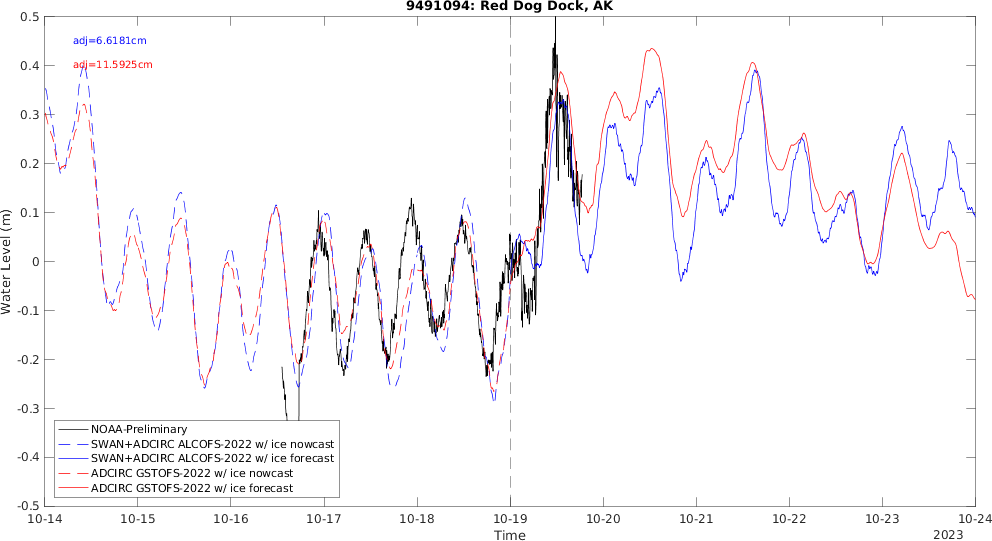 9491094: Red Dog Dock, AK
adj=6.6181cm
adj=11.5925cm
Water Level (m)
0.5
0.4
0.3
0.2
0.1
0
-0.1
-0.2
-0.3
-0.4
-0.5
NOAA-Preliminary
SWAN+ADCIRC ALCOFS-2022 w/ ice nowcast
SWAN+ADCIRC ALCOFS-2022 w/ ice forecast
ADCIRC GSTOFS-2022 w/ ice nowcast
ADCIRC GSTOFS-2022 w/ ice forecast
10-14 10-15 10-16 10-17 10-18 10-19 10-20 10-21 10-22 10-23 10-24
Time
2023